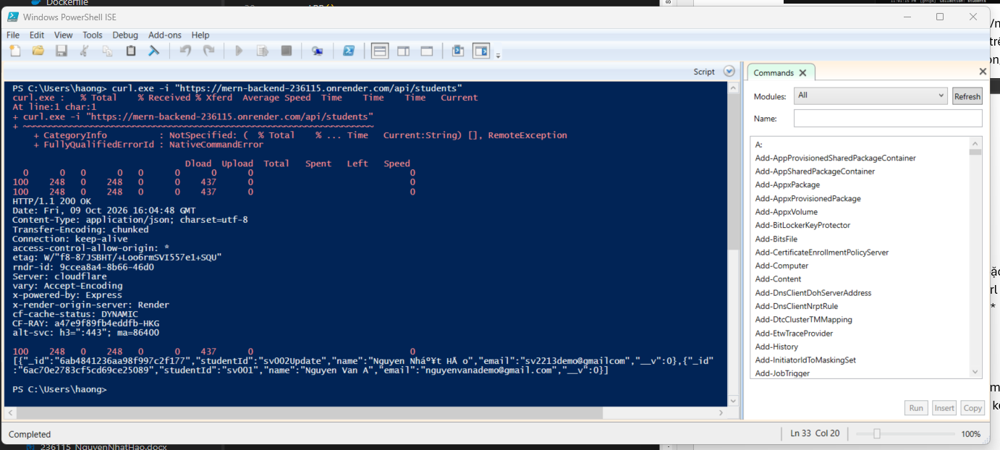 Dockerfile
Windows PowerShell ISE
File Edit View Tools Debug Add-ons Help
Script
PS C:\Users\haong> curl.exe -i "https://mern-backend-236115.onrender.com/api/students"
curl.exe :   % Total    % Received % Xferd  Average Speed  Time    Time    Time   Current
At line:1 char:1
+ curl.exe -i "https://mern-backend-236115.onrender.com/api/students"
+ ~~~~~~~~~~~~~~~~~~~~~~~~~~~~~~~~~~~~~~~~~~~~~~~~~~~~~~~~~~~~~~~~~~~
+ CategoryInfo          : NotSpecified: (  % Total    % ... Time   Current:String) [], RemoteException
+ FullyQualifiedErrorId : NativeCommandError
Dload  Upload  Total   Spent   Left   Speed
0      0   0      0   0      0      0      0                              0
100    248   0    248   0      0    437      0                              0
100    248   0    248   0      0    437      0                              0
HTTP/1.1 200 OK
Date: Fri, 09 Oct 2026 16:04:48 GMT
Content-Type: application/json; charset=utf-8
Transfer-Encoding: chunked
Connection: keep-alive
access-control-allow-origin: *
etag: W/"f8-87JSBHT/+Loo6rmSVI557e1+SQU"
rndr-id: 9ccea8a4-8b66-46d0
Server: cloudflare
vary: Accept-Encoding
x-powered-by: Express
x-render-origin-server: Render
cf-cache-status: DYNAMIC
CF-RAY: a47e9f89fb4eddfb-HKG
alt-svc: h3=":443"; ma=86400
100    248   0    248   0      0    437      0                              0
[{"_id":"6ab4841236aa98f997c2f177","studentId":"sv002Update","name":"Nguyen Nháº¥t HÃ o","email":"sv2213demo@gmailcom","__v":0},{"_id"
:"6ac70e2783cf5cd69ce25089","studentId":"sv001","name":"Nguyen Van A","email":"nguyenvanademo@gmail.com","__v":0}]
PS C:\Users\haong>
Commands
Modules: All Refresh
Name:
A:
Add-AppProvisionedSharedPackageContainer
Add-AppSharedPackageContainer
Add-AppxPackage
Add-AppxProvisionedPackage
Add-AppxVolume
Add-BitLockerKeyProtector
Add-BitsFile
Add-CertificateEnrollmentPolicyServer
Add-Computer
Add-Content
Add-DnsClientDohServerAddress
Add-DnsClientNrptRule
Add-DtcClusterTMMapping
Add-EtwTraceProvider
Add-History
Add-InitiatorIdToMaskingSet
Add-JobTrigger
Run Insert Copy
Completed
Ln 33 Col 20
100%
236115_NguyenNhatHao.docx